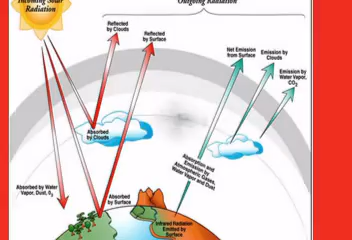 Incoming Solar
Radiation
Outgoing Radiation
Reflected
by Clouds
Reflected
by Surface
Net Emission
from Surface
Emission by
Clouds
Emission by
Water Vapor,
CO2
Absorbed
by Clouds
Absorption and
Emission by
Atmospheric Gases,
Water Vapor and Dust
Absorbed by Water
Vapor, Dust, O3
Absorbed
by Surface
Infrared Radiation
Emitted by
Surface